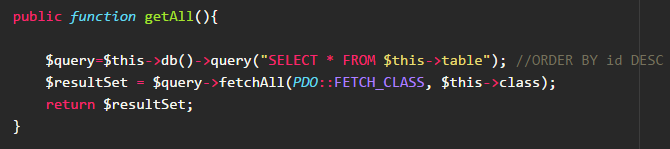 public function getAll(){
$query=$this->db()->query("SELECT * FROM $this->table"); //ORDER BY id DESC
$resultSet = $query->fetchAll(PDO::FETCH_CLASS, $this->class);
return $resultSet;
}